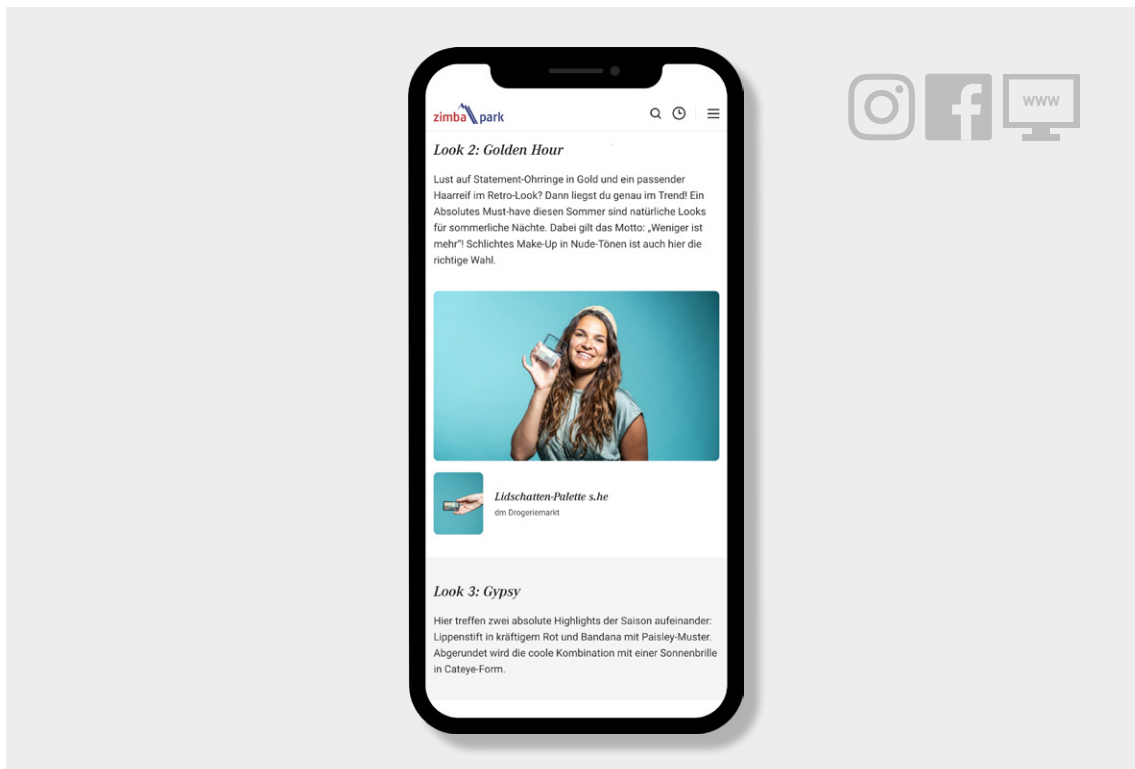 zimba park
www
Look 2: Golden Hour
Lust auf Statement-Ohrringe in Gold und ein passender
Haarreif im Retro-Look? Dann liegst du genau im Trend! Ein
Absolutes Must-have diesen Sommer sind natürliche Looks
für sommerliche Nächte. Dabei gilt das Motto: „Weniger ist
mehr“! Schlichtes Make-Up in Nude-Tönen ist auch hier die
richtige Wahl.
Lidschatten-Palette s.he
dm Drogeriemarkt
Look 3: Gypsy
Hier treffen zwei absolute Highlights der Saison aufeinander:
Lippenstift in kräftigem Rot und Bandana mit Paisley-Muster.
Abgerundet wird die coole Kombination mit einer Sonnenbrille
in Cateye-Form.